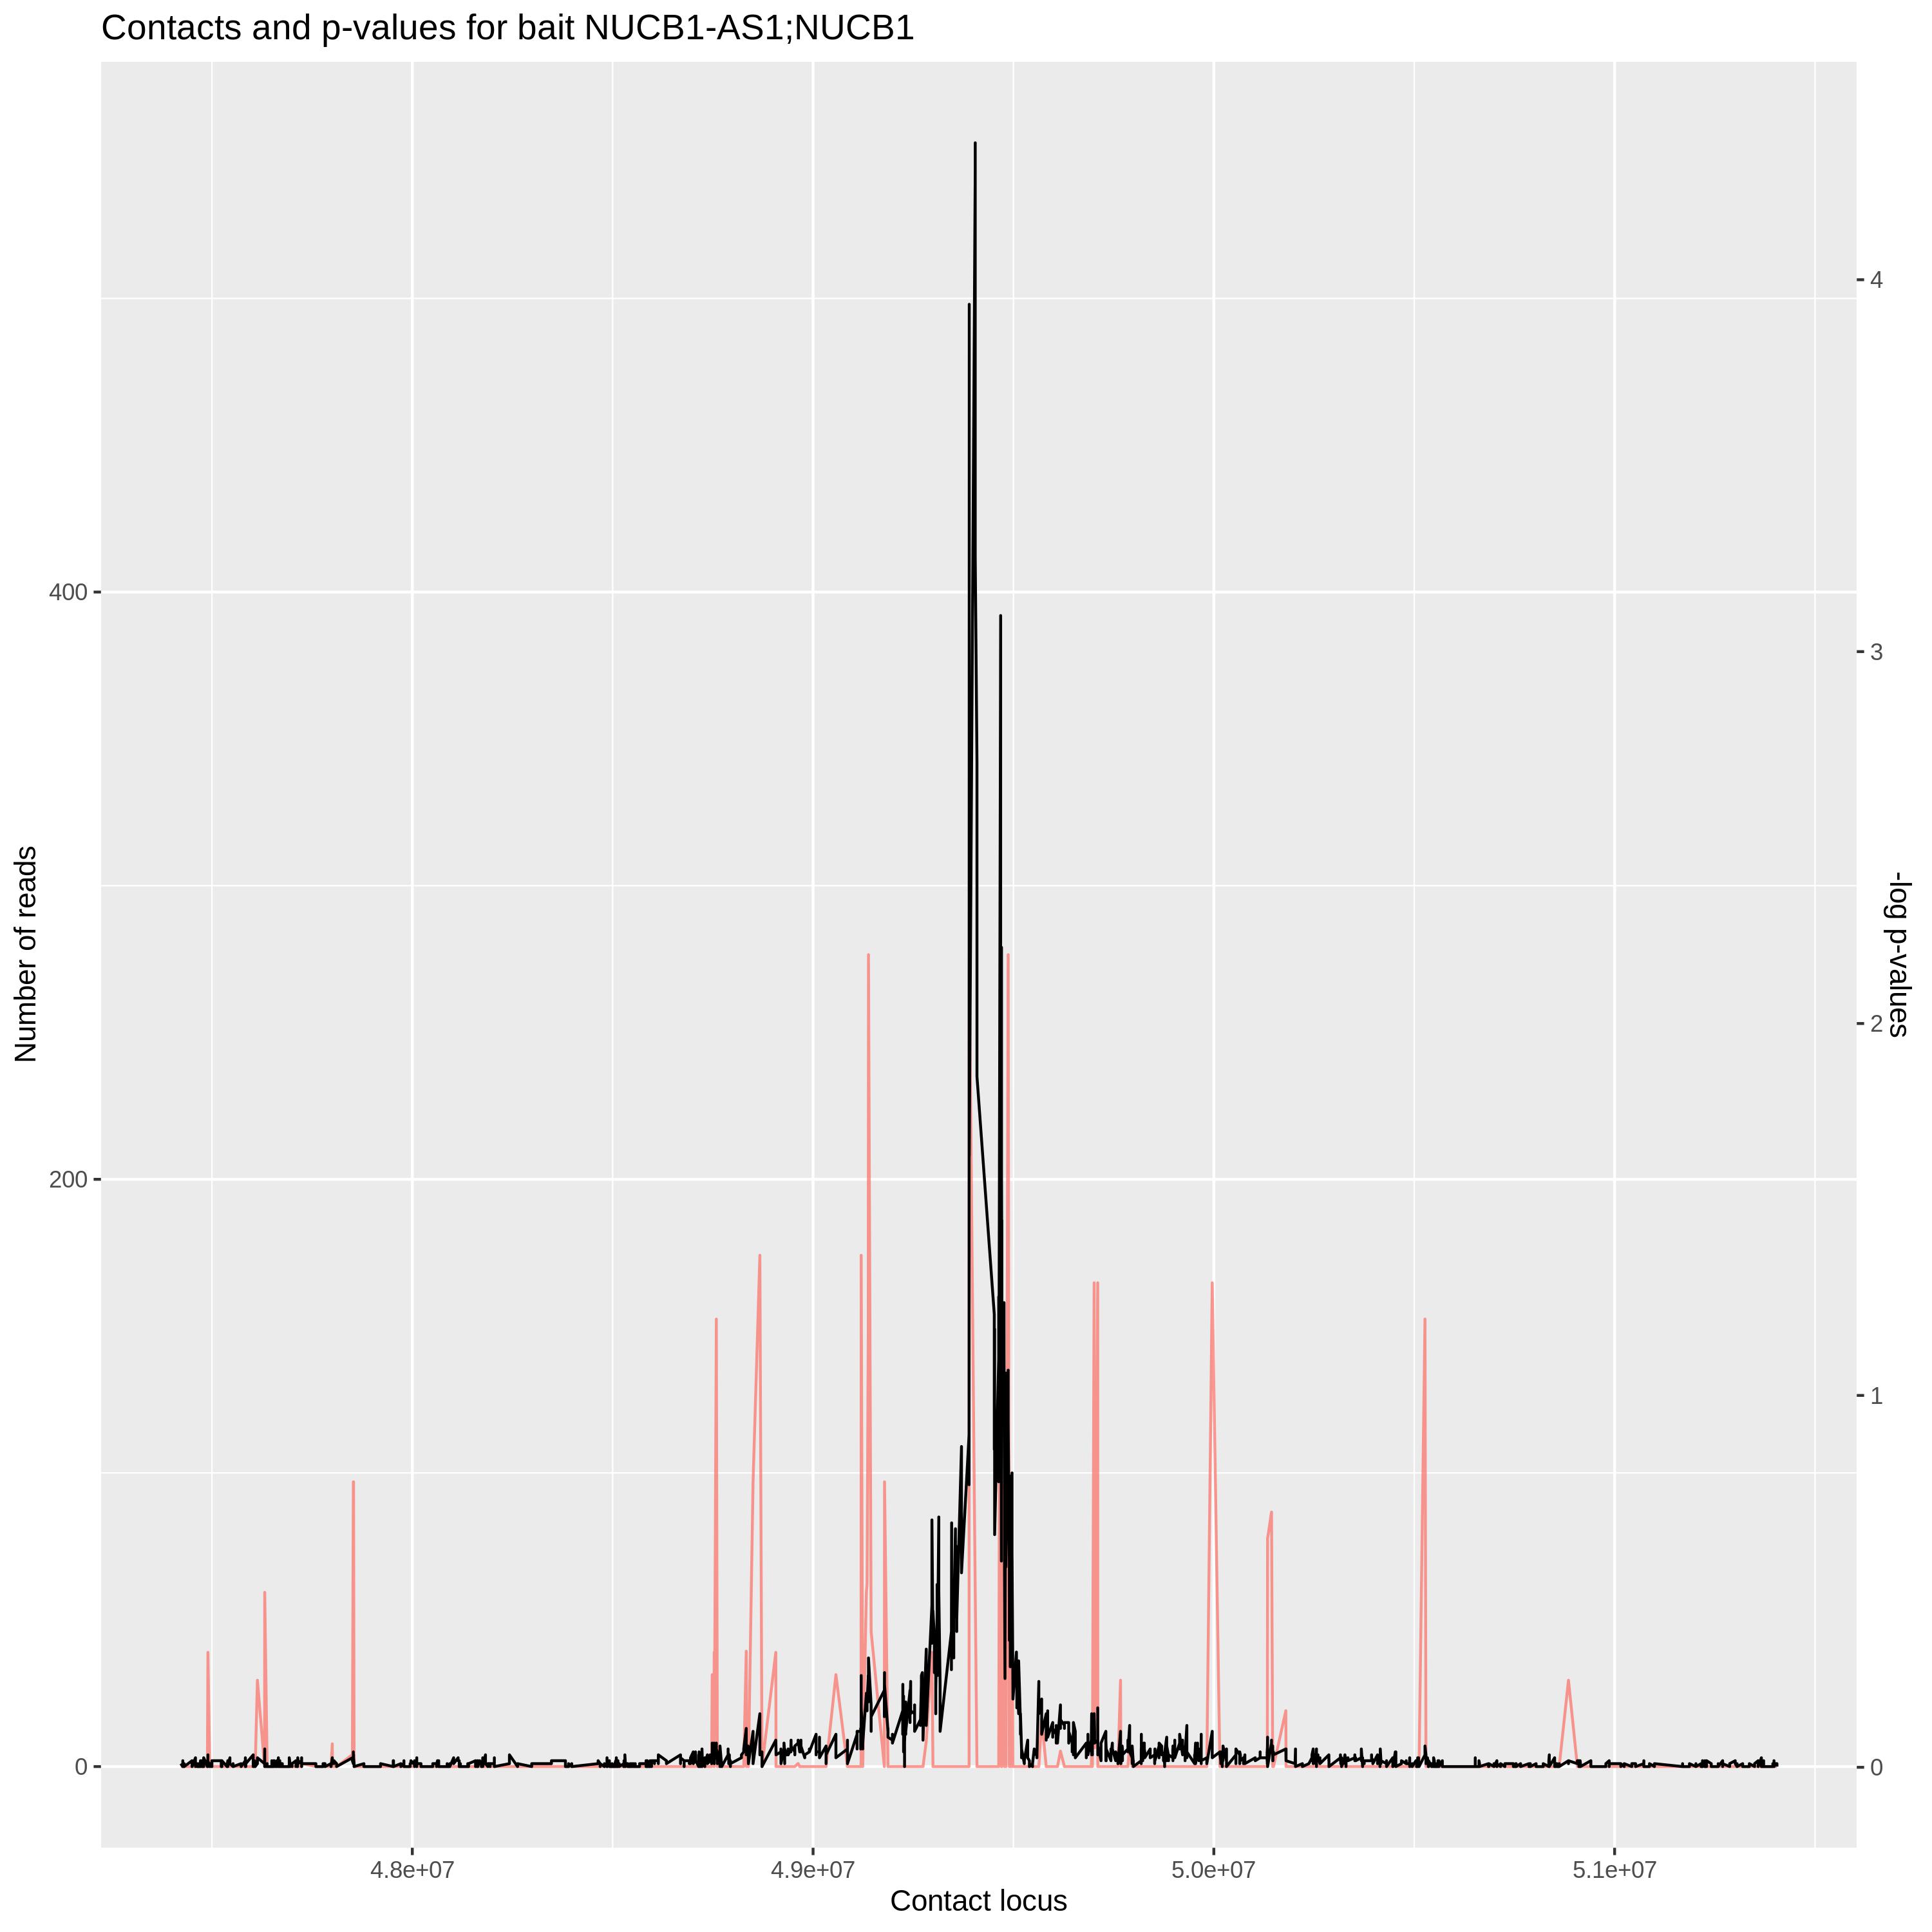 Contacts and p-values for bait NUCB1-AS1;NUCB1
Number of reads
400
200
0
4
3
2
1
0
-log p-values
4.8e+07
4.9e+07
5.0e+07
5.1e+07
Contact locus